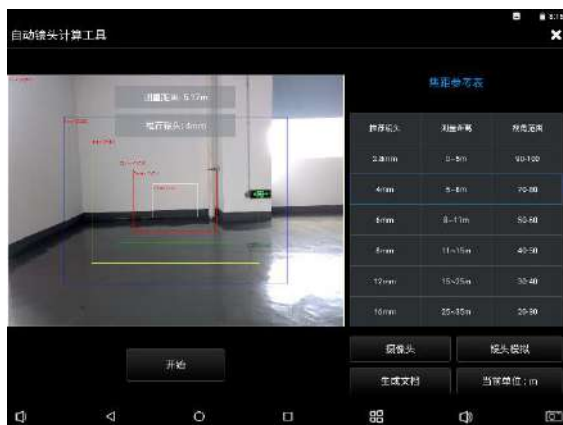 8:15
自动镜头计算工具
测量距离: 5.17m
推荐镜头: 4mm
焦距参考表
推荐镜头 测量距离 视角范围
2.8mm 0~5m 90-100
4mm 5~8m 70-80
6mm 8~11m 50-60
8mm 11~15m 40-50
12mm 15~25m 30-40
16mm 25~35m 20-30
开始
摄像头
镜头模拟
生成文档
当前单位：m